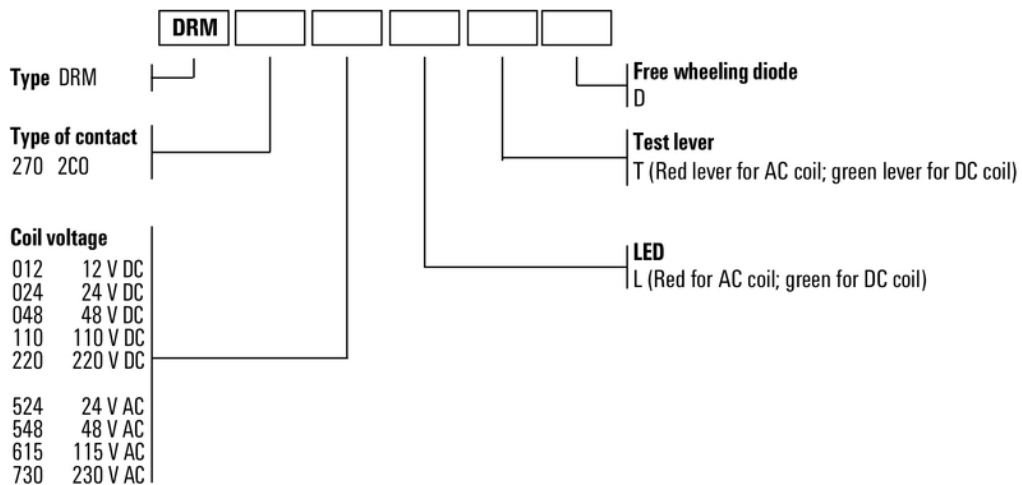 DRM
Type DRM
Type of contact
270 2CO
Coil voltage
012 12 V DC
024 24 V DC
048 48 V DC
110 110 V DC
220 220 V DC
524 24 V AC
548 48 V AC
615 115 V AC
730 230 V AC
Free wheeling diode
D
Test lever
T (Red lever for AC coil; green lever for DC coil)
LED
L (Red for AC coil; green for DC coil)